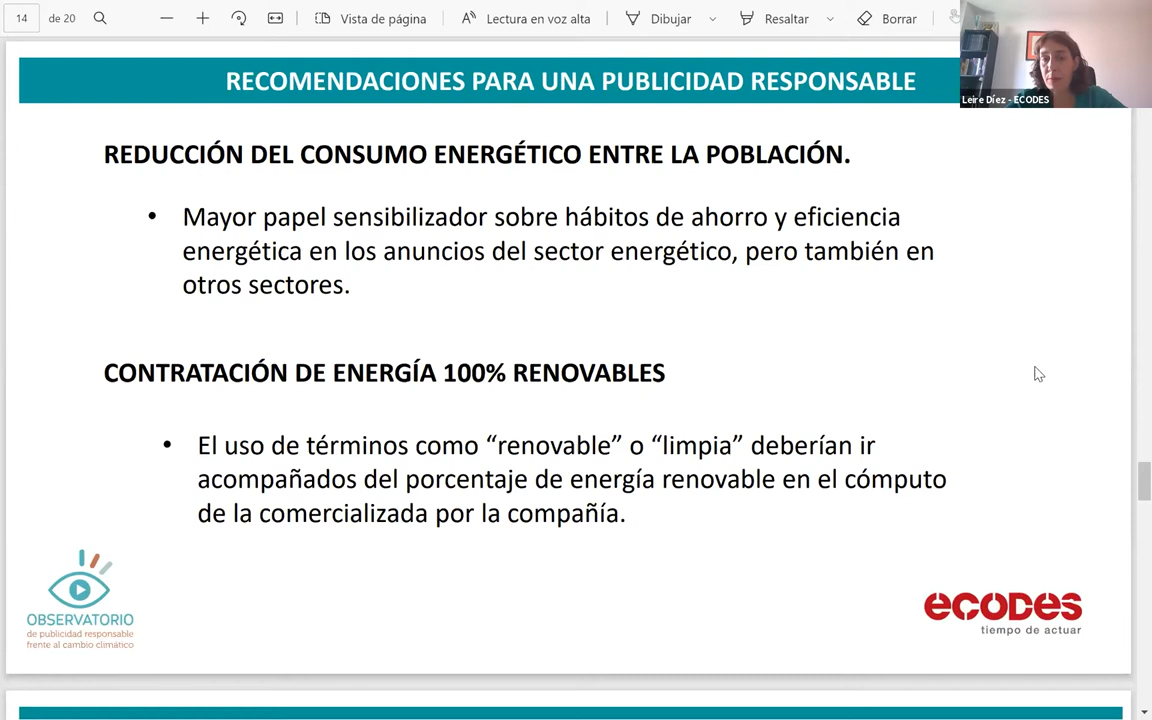 14 de 20 Vista de página Lectura en voz alta Dibujar Resaltar Borrar
Leire Díez - ECODES
RECOMENDACIONES PARA UNA PUBLICIDAD RESPONSABLE
REDUCCIÓN DEL CONSUMO ENERGÉTICO ENTRE LA POBLACIÓN.
• Mayor papel sensibilizador sobre hábitos de ahorro y eficiencia
energética en los anuncios del sector energético, pero también en
otros sectores.
CONTRATACIÓN DE ENERGÍA 100% RENOVABLES
• El uso de términos como “renovable” o “limpia” deberían ir
acompañados del porcentaje de energía renovable en el cómputo
de la comercializada por la compañía.
OBSERVATORIO
de publicidad responsable
frente al cambio climático
ecodes
tiempo de actuar